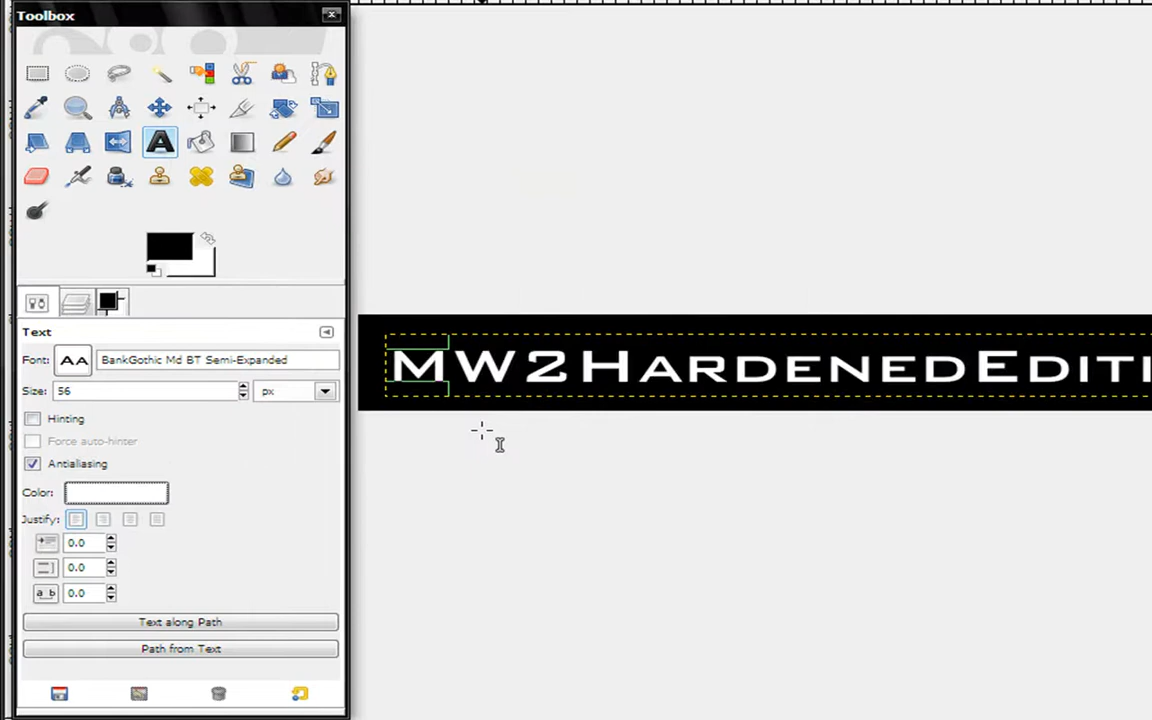 Toolbox
MW2HARDENEDEDITI
Text
Font: AA BankGothic Md BT Semi-Expanded
Size: 56 px
Hinting
Force auto-hinter
Antialiasing
Color:
Justify:
0.0
0.0
a b 0.0
Text along Path
Path from Text